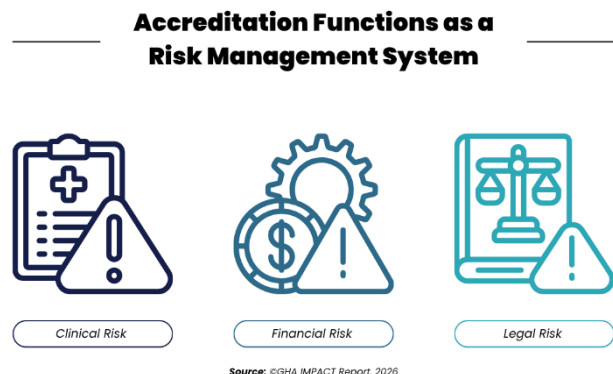 Accreditation Functions as a
Risk Management System
$
Clinical Risk
Financial Risk
Legal Risk
Source: ©GHA IMPACT Report, 2026